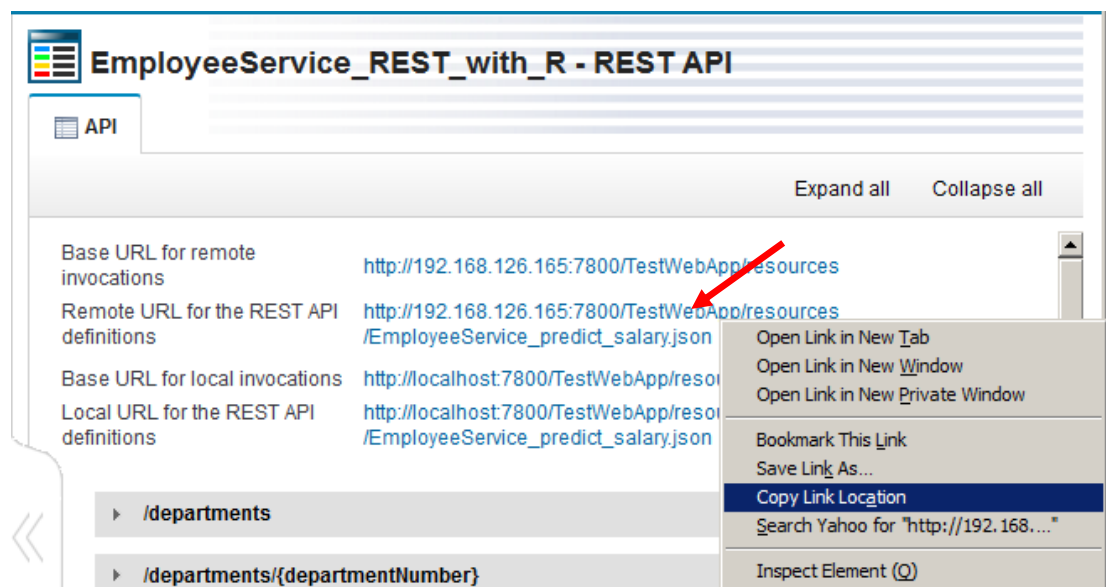 EmployeeService_REST_with_R - REST API
API
Expand all Collapse all
Base URL for remote
invocations
http://192.168.126.165:7800/TestWebApp/resources
Remote URL for the REST API
definitions
http://192.168.126.165:7800/TestWebApp/resources
/EmployeeService_predict_salary.json
Base URL for local invocations
http://localhost:7800/TestWebApp/resou
Local URL for the REST API
definitions
http://localhost:7800/TestWebApp/resou
/EmployeeService_predict_salary.json
/departments
/departments/{departmentNumber}
Open Link in New Tab
Open Link in New Window
Open Link in New Private Window
Bookmark This Link
Save Link As...
Copy Link Location
Search Yahoo for "http://192.168...."
Inspect Element (Q)